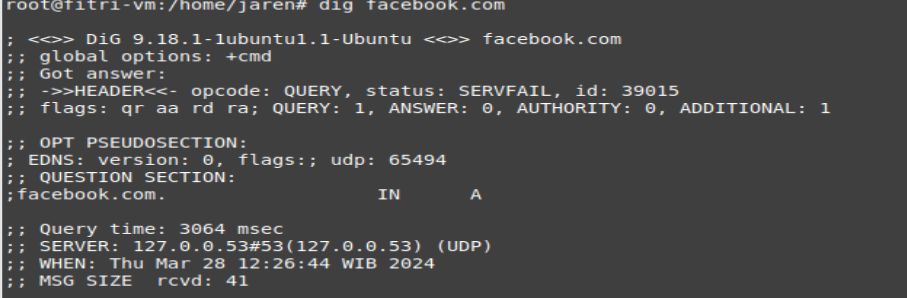 root@fitri-vm:/home/jaren# dig facebook.com
; <<>> DiG 9.18.1-1ubuntu1.1-Ubuntu <<>> facebook.com
;; global options: +cmd
;; Got answer:
;; ->>HEADER<<- opcode: QUERY, status: SERVFAIL, id: 39015
;; flags: qr aa rd ra; QUERY: 1, ANSWER: 0, AUTHORITY: 0, ADDITIONAL: 1
;; OPT PSEUDOSECTION:
; EDNS: version: 0, flags:; udp: 65494
;; QUESTION SECTION:
;facebook.com. IN A
;; Query time: 3064 msec
;; SERVER: 127.0.0.53#53(127.0.0.53) (UDP)
;; WHEN: Thu Mar 28 12:26:44 WIB 2024
;; MSG SIZE rcvd: 41